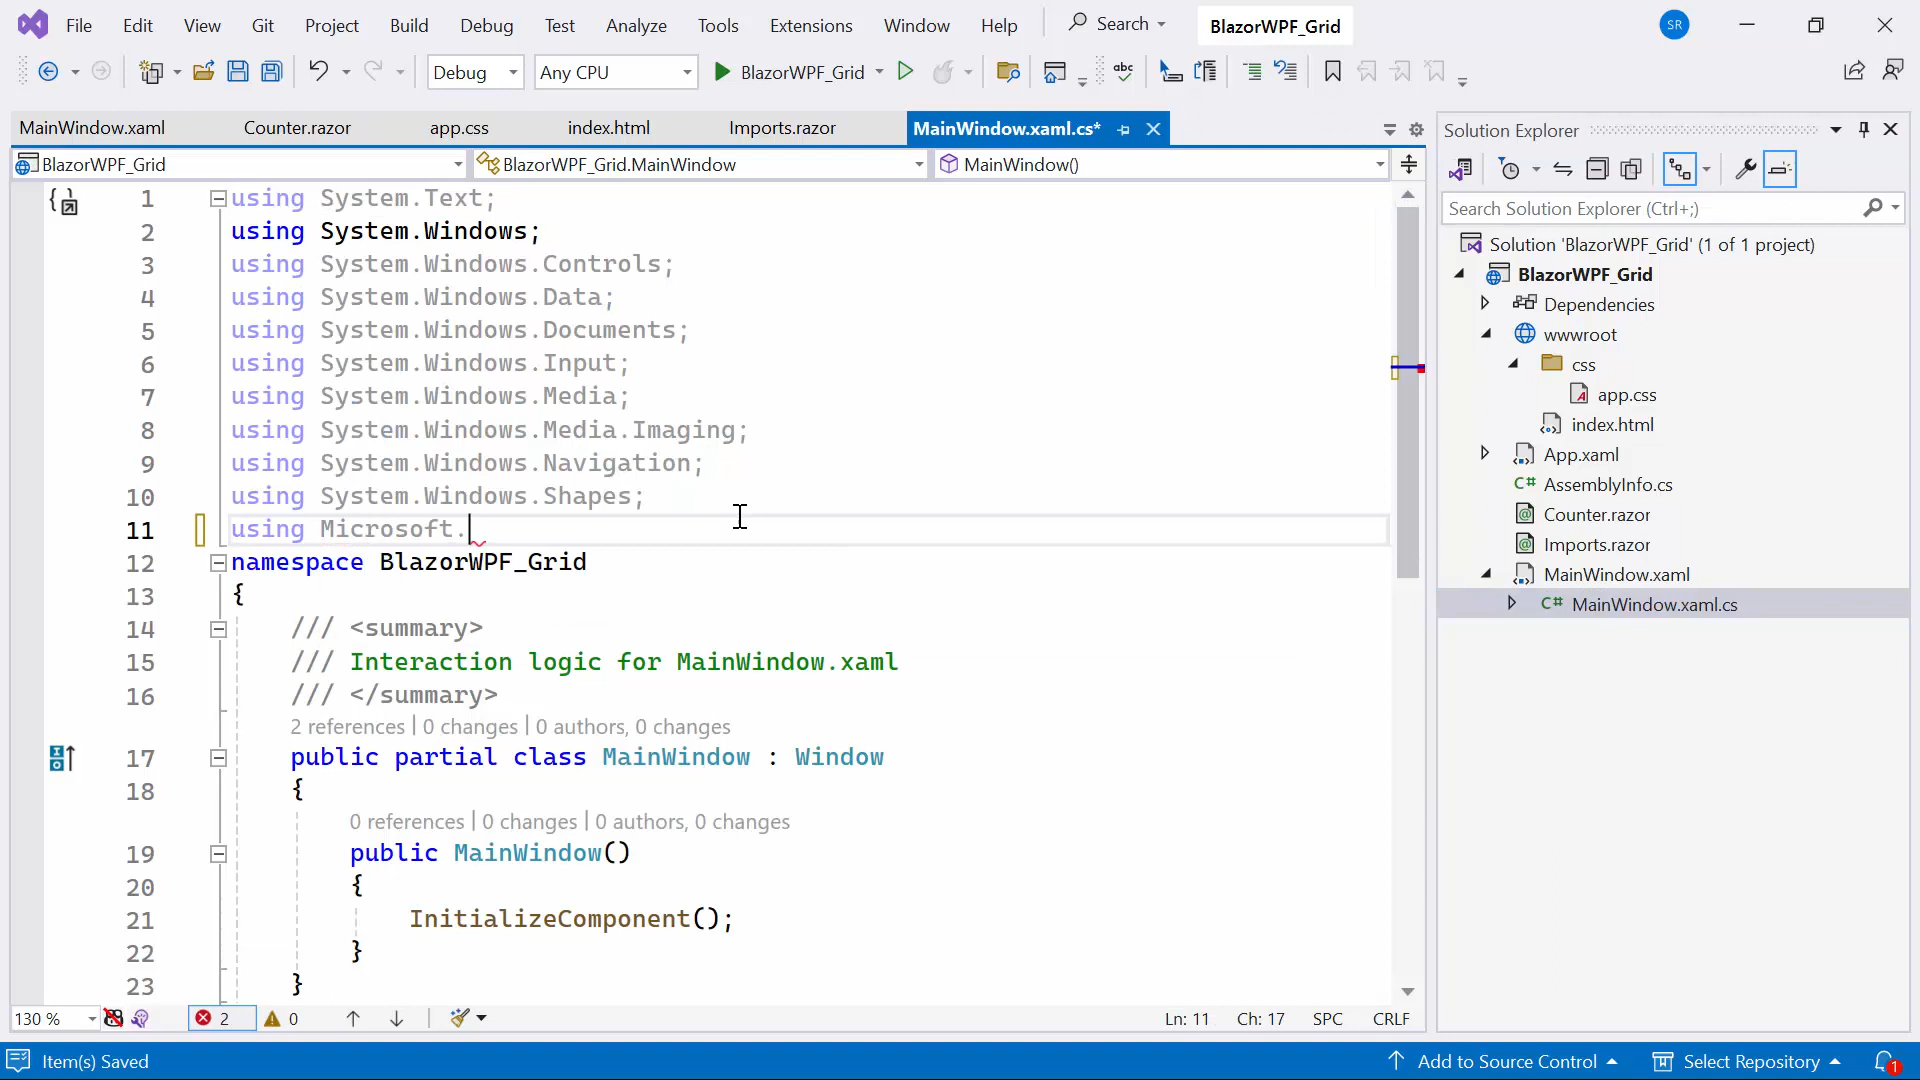 File Edit View Git Project Build Debug Test Analyze Tools Extensions Window Help Search BlazorWPF_Grid SR
Debug Any CPU BlazorWPF_Grid abc
MainWindow.xaml Counter.razor app.css index.html Imports.razor MainWindow.xaml.cs*
BlazorWPF_Grid BlazorWPF_Grid.MainWindow MainWindow()
1 using System.Text;
2 using System.Windows;
3 using System.Windows.Controls;
4 using System.Windows.Data;
5 using System.Windows.Documents;
6 using System.Windows.Input;
7 using System.Windows.Media;
8 using System.Windows.Media.Imaging;
9 using System.Windows.Navigation;
10 using System.Windows.Shapes;
11 using Microsoft.
12 namespace BlazorWPF_Grid
13 {
14 /// <summary>
15 /// Interaction logic for MainWindow.xaml
16 /// </summary>
2 references | 0 changes | 0 authors, 0 changes
17 public partial class MainWindow : Window
18 {
0 references | 0 changes | 0 authors, 0 changes
19 public MainWindow()
20 {
21 InitializeComponent();
22 }
23 }
130 % 2 0 Ln: 11 Ch: 17 SPC CRLF
Solution Explorer
Search Solution Explorer (Ctrl+;)
Solution 'BlazorWPF_Grid' (1 of 1 project)
BlazorWPF_Grid
Dependencies
wwwroot
css
app.css
index.html
App.xaml
C# AssemblyInfo.cs
Counter.razor
Imports.razor
MainWindow.xaml
C# MainWindow.xaml.cs
Item(s) Saved Add to Source Control Select Repository 1